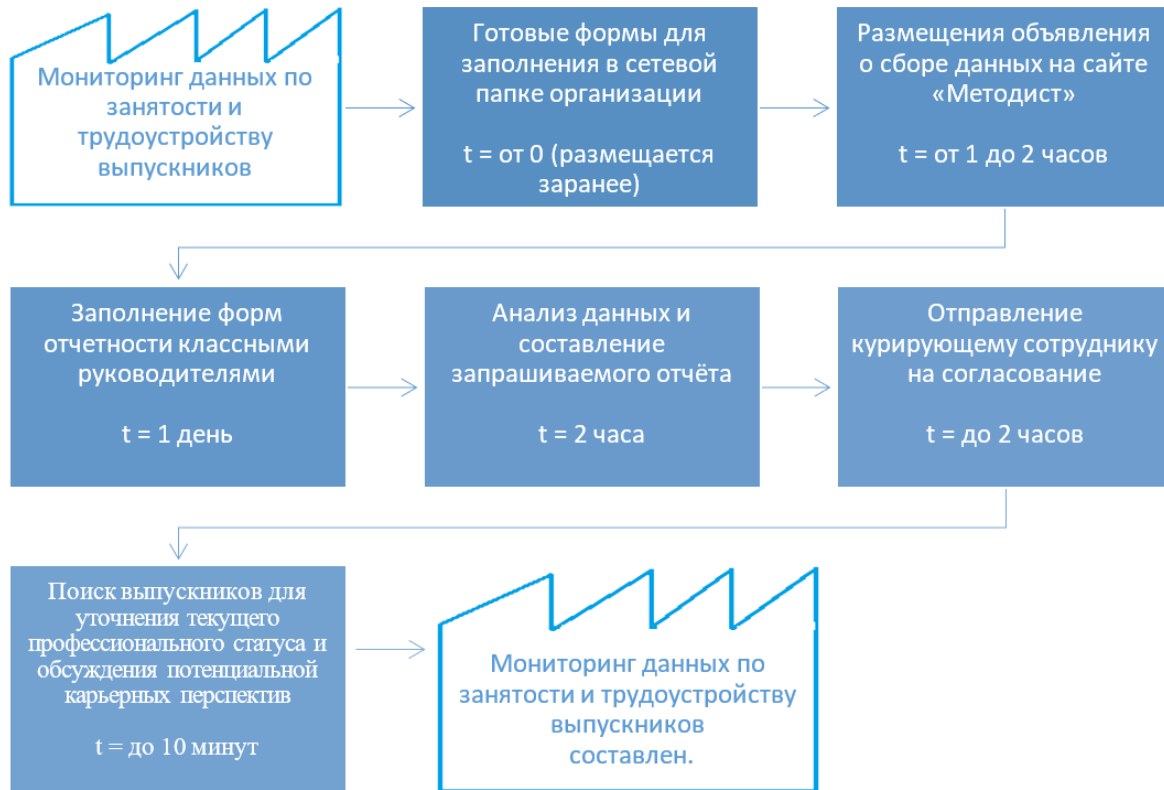 Мониторинг данных по
занятости и
трудоустройству
выпускников
Готовые формы для
заполнения в сетевой
папке организации
t = от 0 (размещается
заранее)
Размещения объявления
о сборе данных на сайте
«Методист»
t = от 1 до 2 часов
Заполнение форм
отчетности классными
руководителями
t = 1 день
Анализ данных и
составление
запрашиваемого отчёта
t = 2 часа
Отправление
курирующему сотруднику
на согласование
t = до 2 часов
Поиск выпускников для
уточнения текущего
профессионального статуса и
обсуждения потенциальной
карьерных перспектив
t = до 10 минут
Мониторинг данных по
занятости и трудоустройству
выпускников
составлен.